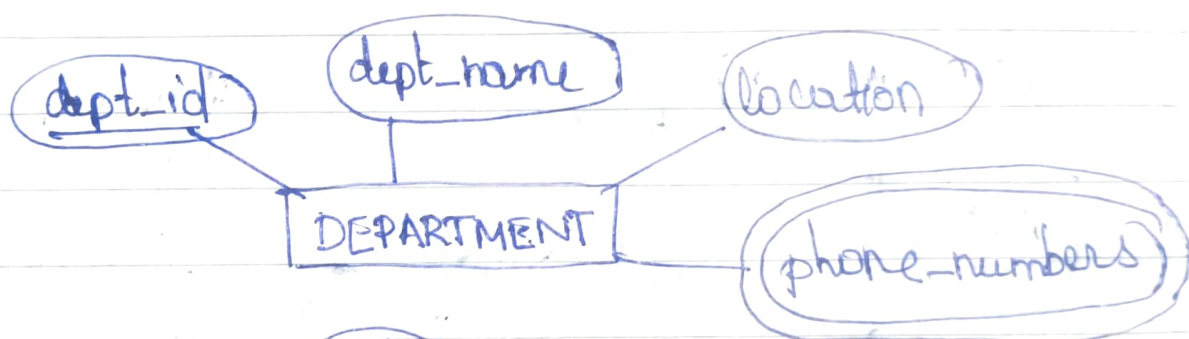 dept_id
dept_name
location
DEPARTMENT
phone_numbers